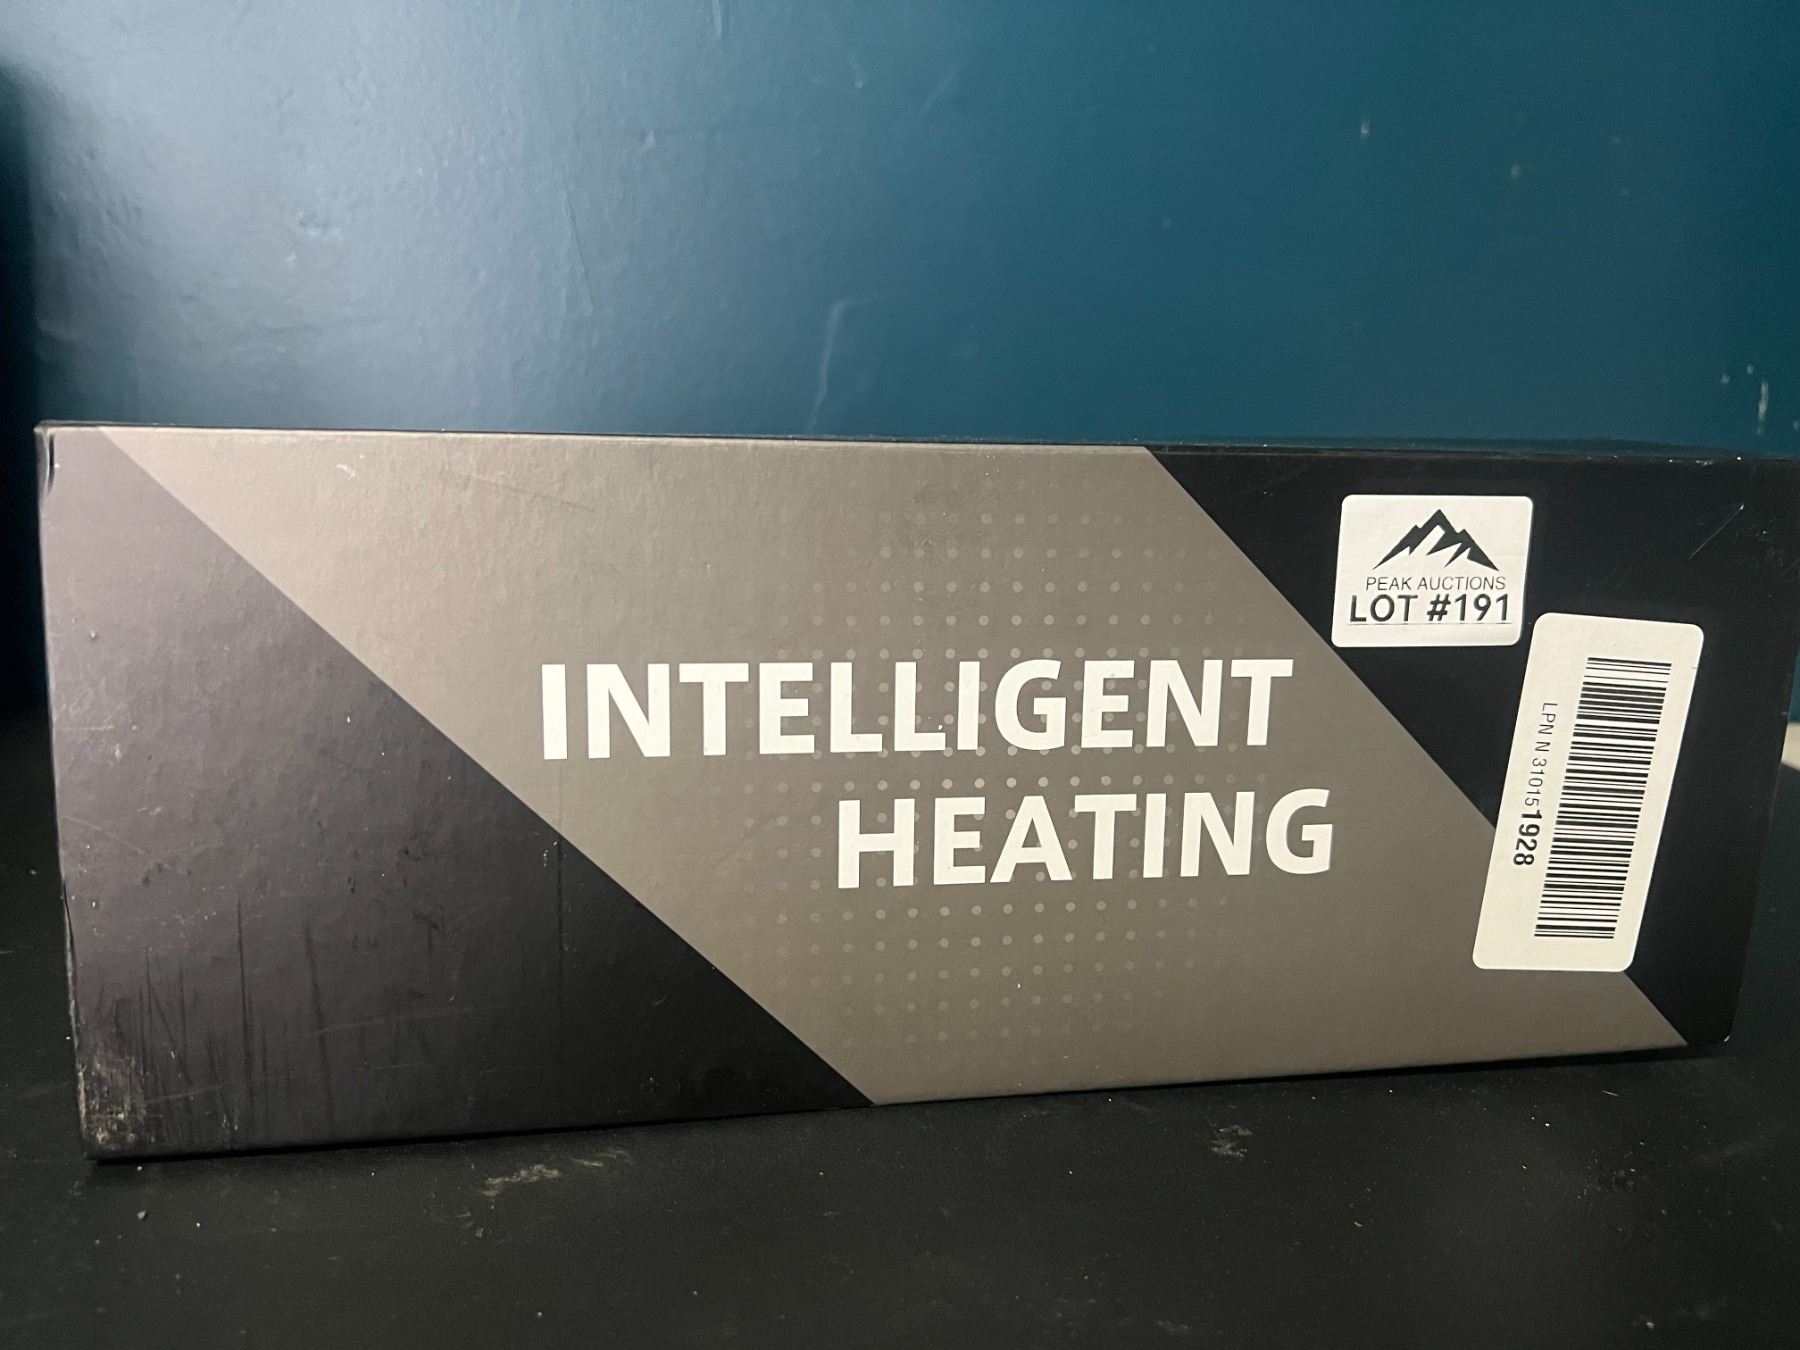 PEAK AUCTIONS
LOT #191
INTELLIGENT
HEATING
LPN N 310151928